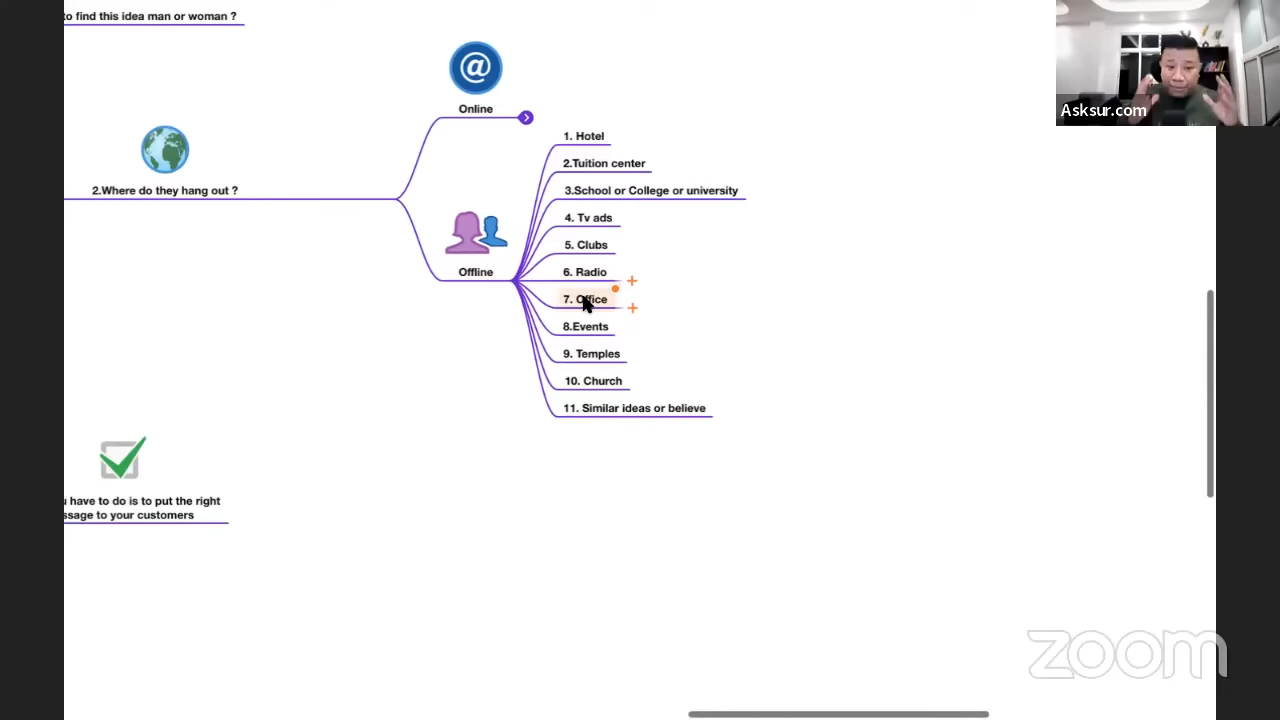 to find this idea man or woman ?
Asksur.com
@
Online
1. Hotel
2.Tuition center
2.Where do they hang out ?
3.School or College or university
4. Tv ads
5. Clubs
Offline
6. Radio
7. Office
8.Events
9. Temples
10. Church
11. Similar ideas or believe
u have to do is to put the right
ssage to your customers
zoom